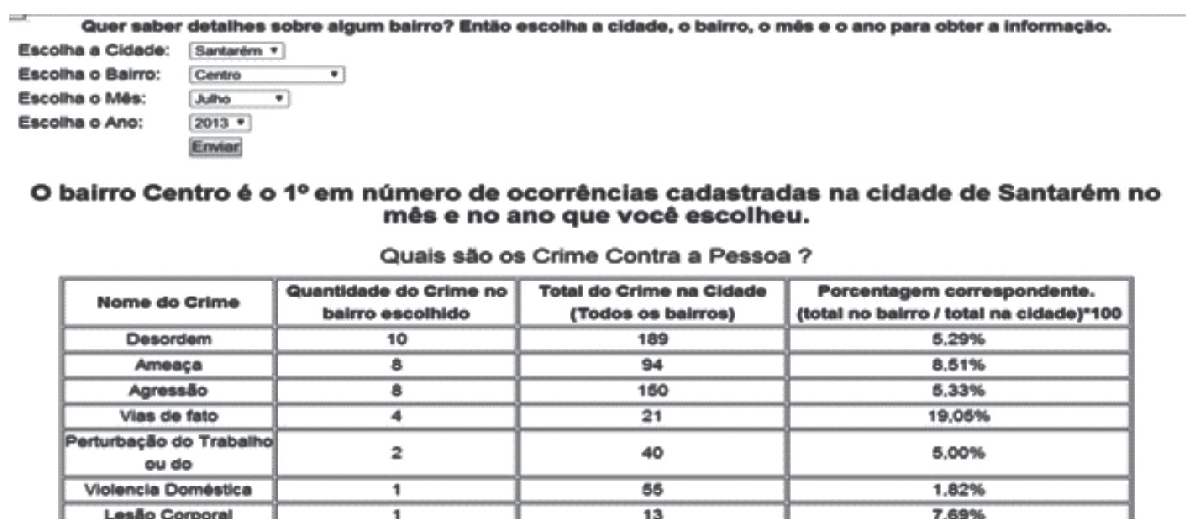 Quer saber detalhes sobre algum bairro? Então escolha a cidade, o bairro, o mês e o ano para obter a informação.
Escolha a Cidade: Santarém
Escolha o Bairro: Centro
Escolha o Mês: Julho
Escolha o Ano: 2013
Enviar
O bairro Centro é o 1º em número de ocorrências cadastradas na cidade de Santarém no
mês e no ano que você escolheu.
Quais são os Crime Contra a Pessoa ?
Nome do Crime Quantidade do Crime no bairro escolhido Total do Crime na Cidade (Todos os bairros) Porcentagem correspondente. (total no bairro / total na cidade)*100
Desordem 10 189 5,29%
Ameaça 8 94 8,51%
Agressão 8 150 5,33%
Vias de fato 4 21 19,05%
Perturbação do Trabalho ou do 2 40 5,00%
Violencia Doméstica 1 55 1,82%
Lesão Corporal 1 13 7,69%